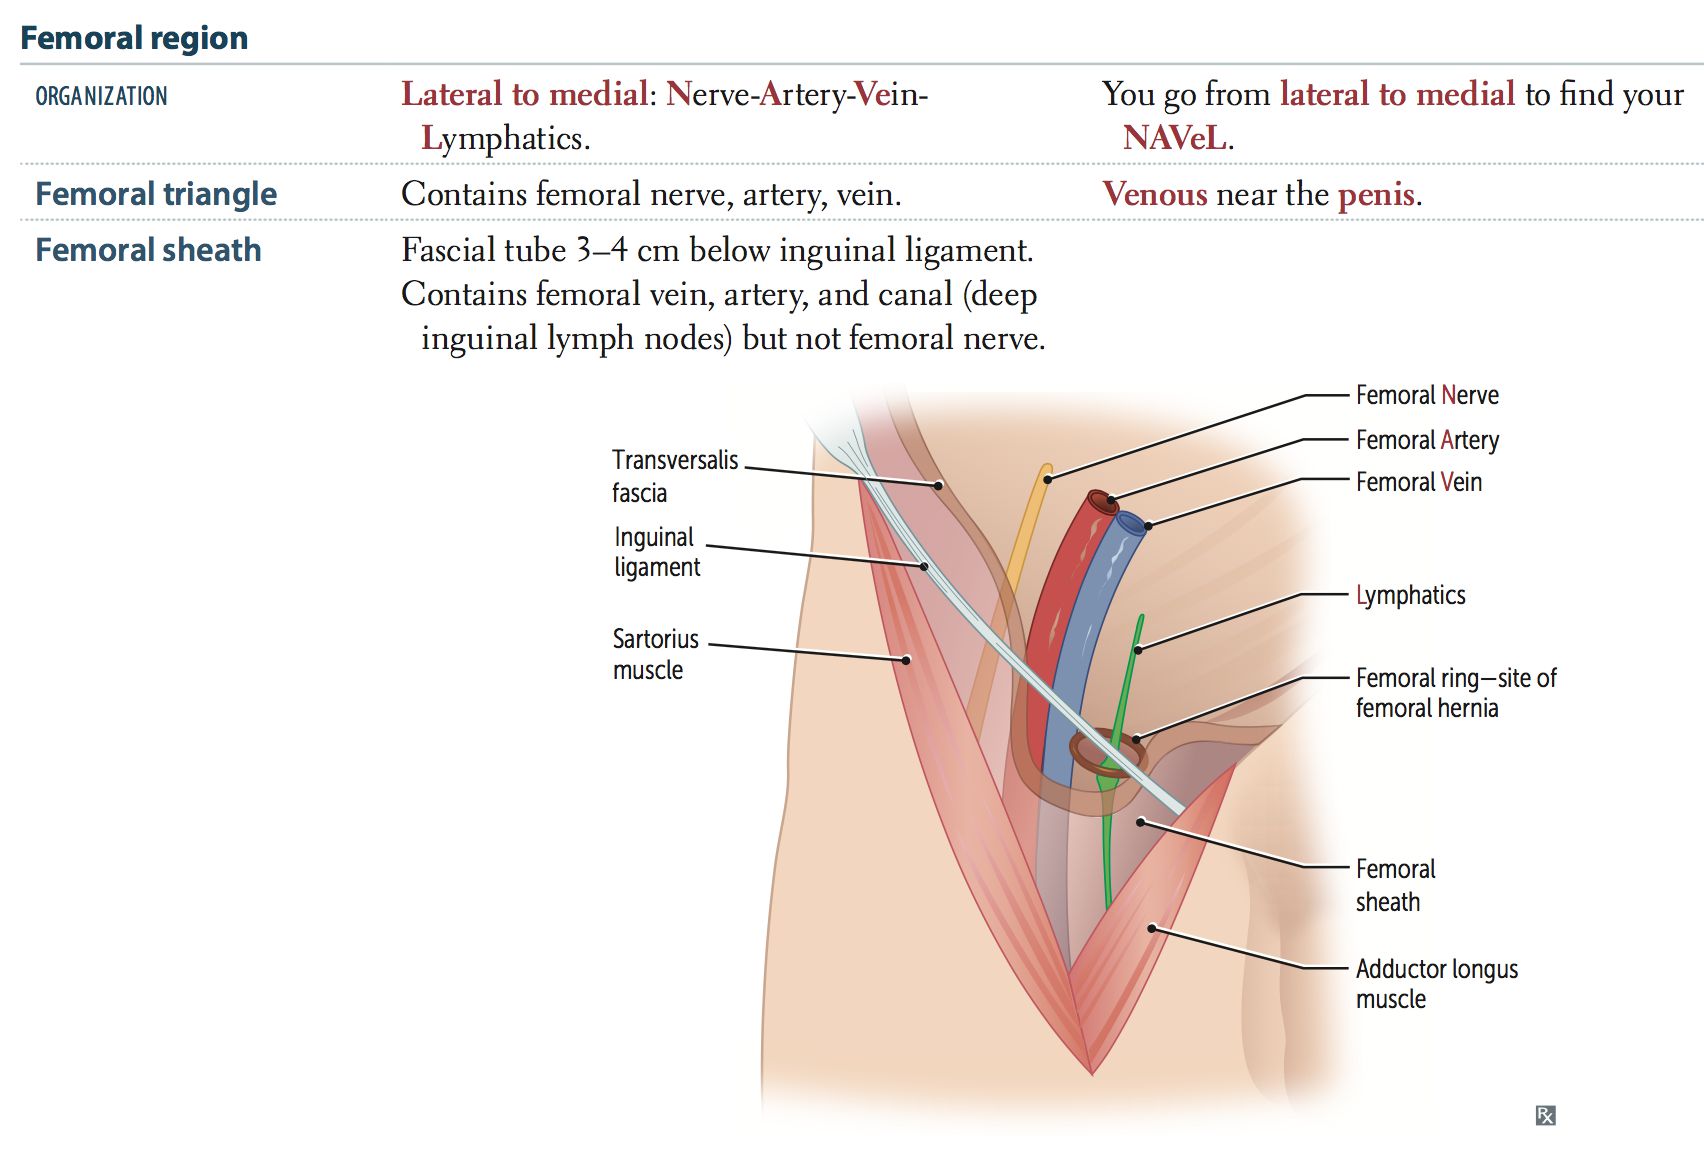 Femoral region
ORGANIZATION
Lateral to medial: Nerve-Artery-Vein-
Lymphatics.
You go from lateral to medial to find your
NAVeL.
Femoral triangle
Contains femoral nerve, artery, vein.
Venous near the penis.
Femoral sheath
Fascial tube 3–4 cm below inguinal ligament.
Contains femoral vein, artery, and canal (deep
inguinal lymph nodes) but not femoral nerve.
Transversalis
fascia
Inguinal
ligament
Sartorius
muscle
Femoral Nerve
Femoral Artery
Femoral Vein
Lymphatics
Femoral ring—site of
femoral hernia
Femoral
sheath
Adductor longus
muscle
Rx